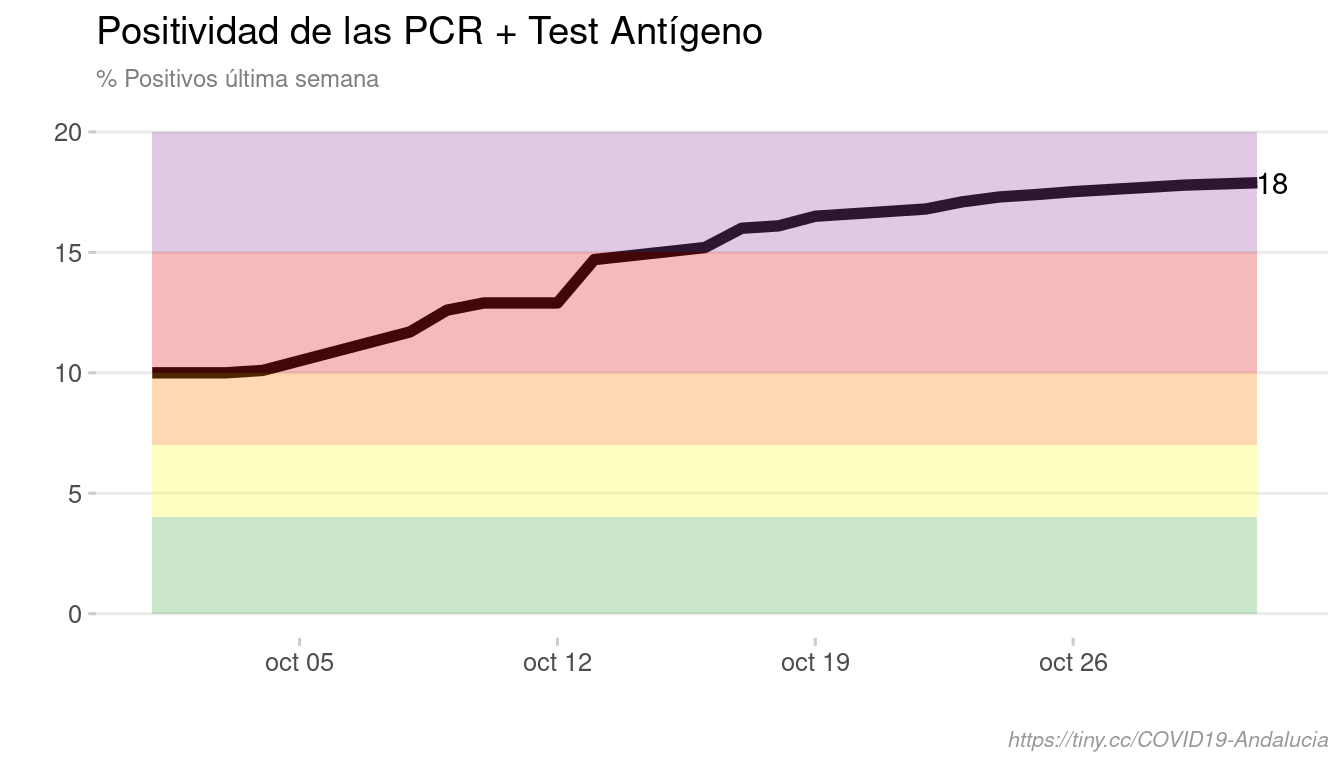 Positividad de las PCR + Test Antígeno
% Positivos última semana
20
18
15
10
5
0
oct 05 oct 12 oct 19 oct 26
https://tiny.cc/COVID19-Andalucia